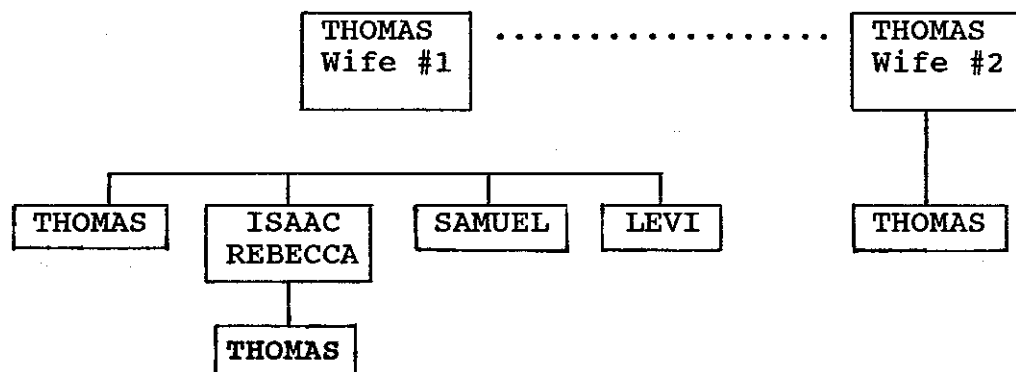 THOMAS
Wife #1
THOMAS
Wife #2
THOMAS
ISAAC
REBECCA
SAMUEL
LEVI
THOMAS
THOMAS